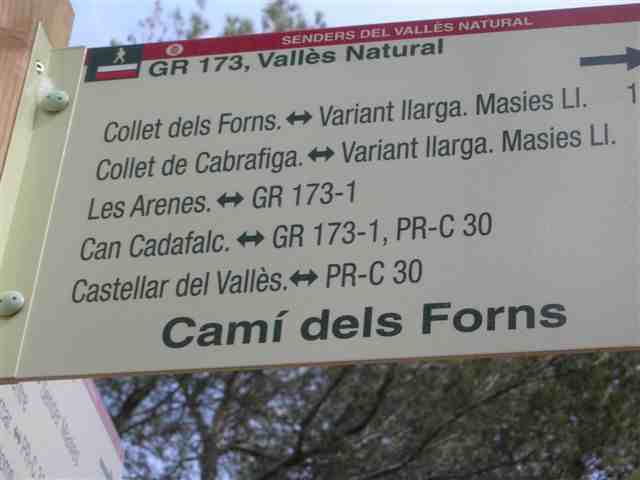 SENDERS DEL VALLÈS NATURAL
GR 173, Vallès Natural
Collet dels Forns. ↔ Variant llarga. Masies Ll. 1
Collet de Cabrafiga. ↔ Variant llarga. Masies Ll.
Les Arenes. ↔ GR 173-1
Can Cadafalc. ↔ GR 173-1, PR-C 30
Castellar del Vallès. ↔ PR-C 30
Camí dels Forns